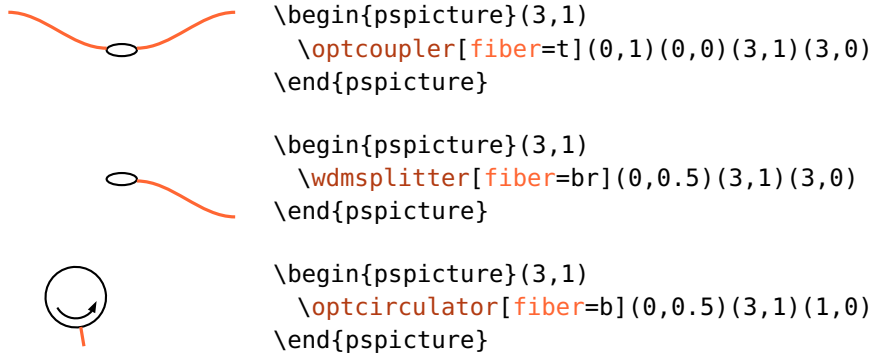 \begin{pspicture}(3,1)
  \optcoupler[fiber=t](0,1)(0,0)(3,1)(3,0)
\end{pspicture}
\begin{pspicture}(3,1)
  \wdmsplitter[fiber=br](0,0.5)(3,1)(3,0)
\end{pspicture}
\begin{pspicture}(3,1)
  \optcirculator[fiber=b](0,0.5)(3,1)(1,0)
\end{pspicture}